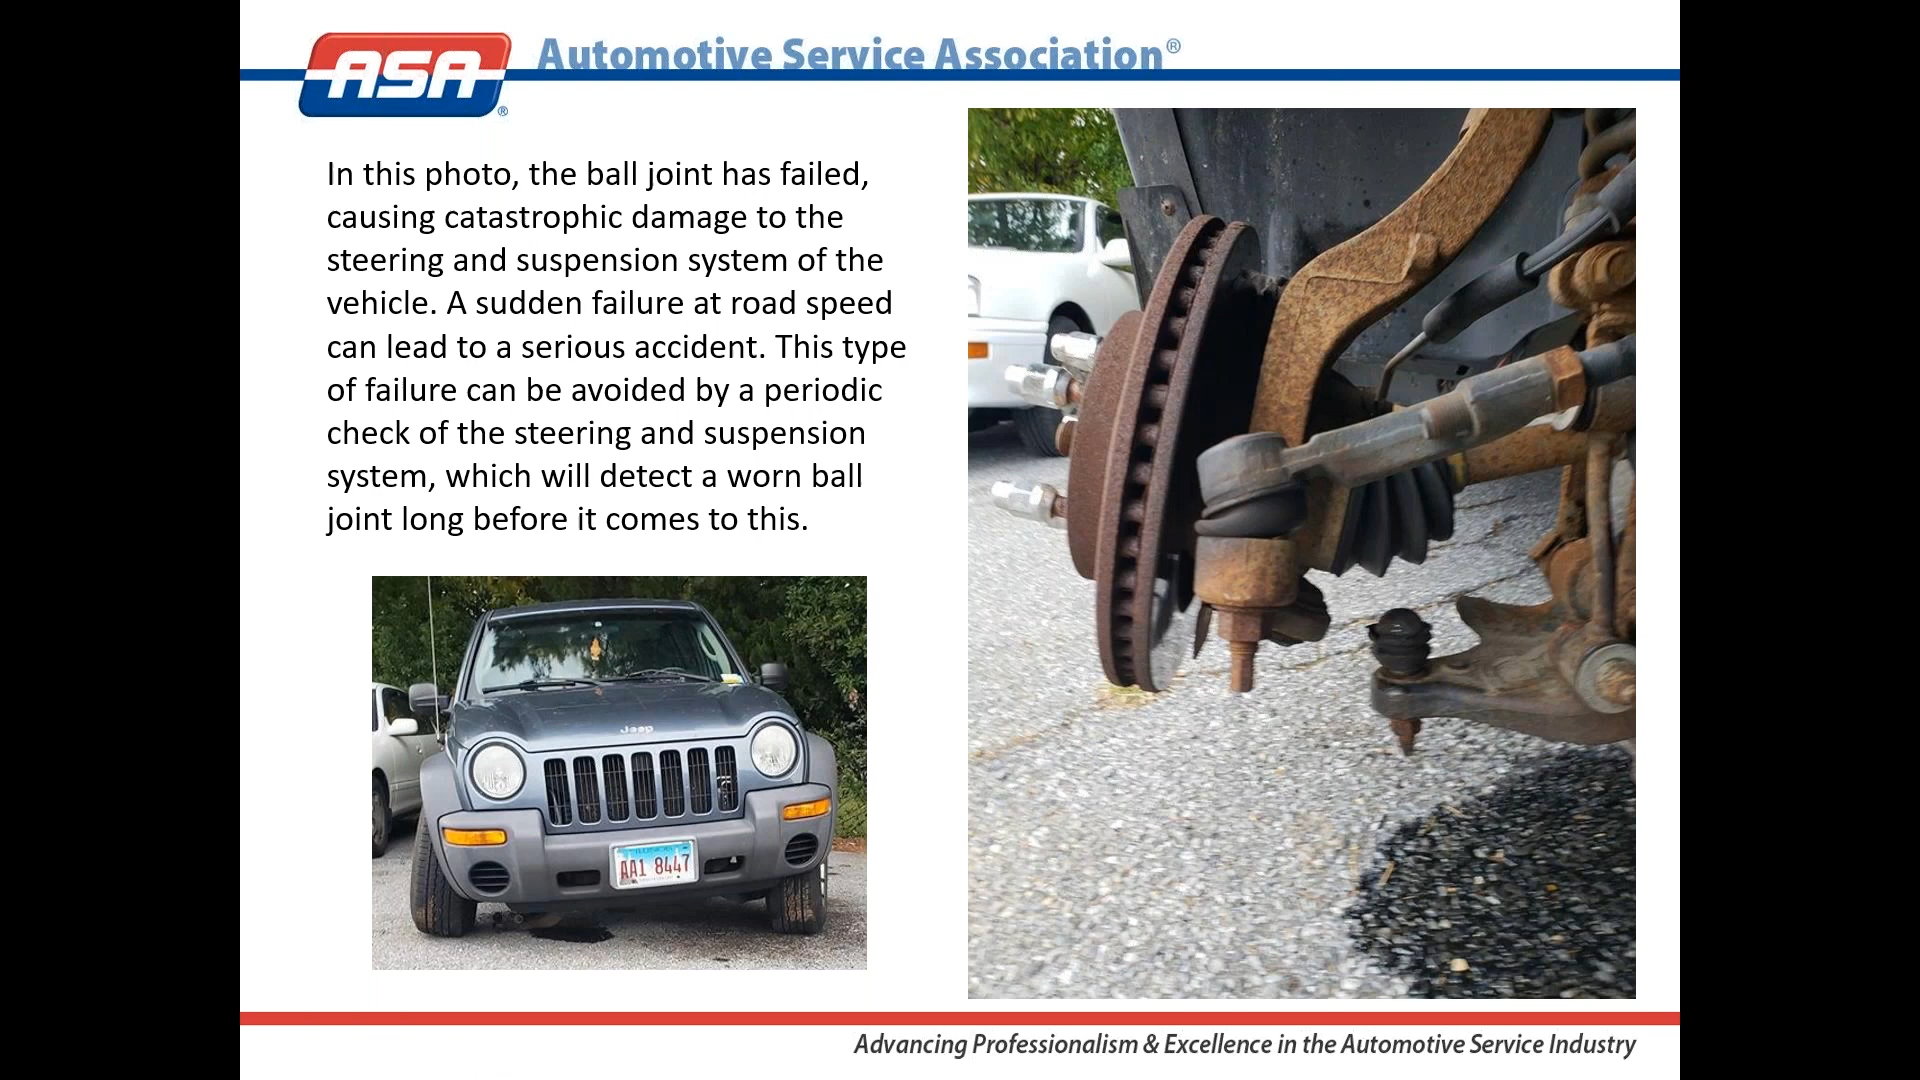 ASA®
Automotive Service Association®
In this photo, the ball joint has failed,
causing catastrophic damage to the
steering and suspension system of the
vehicle. A sudden failure at road speed
can lead to a serious accident. This type
of failure can be avoided by a periodic
check of the steering and suspension
system, which will detect a worn ball
joint long before it comes to this.
Jeep
AA1 8447
Advancing Professionalism & Excellence in the Automotive Service Industry